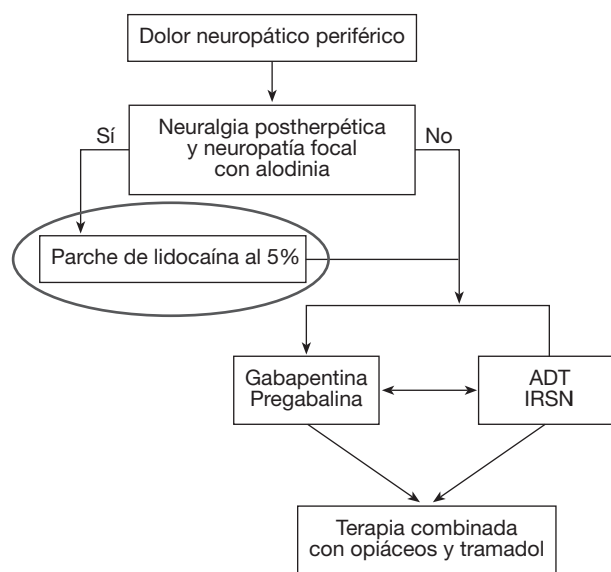 Dolor neuropático periférico
Neuralgia postherpética
y neuropatía focal
con alodinia
Sí
No
Parche de lidocaína al 5%
Gabapentina
Pregabalina
ADT
IRSN
Terapia combinada
con opiáceos y tramadol